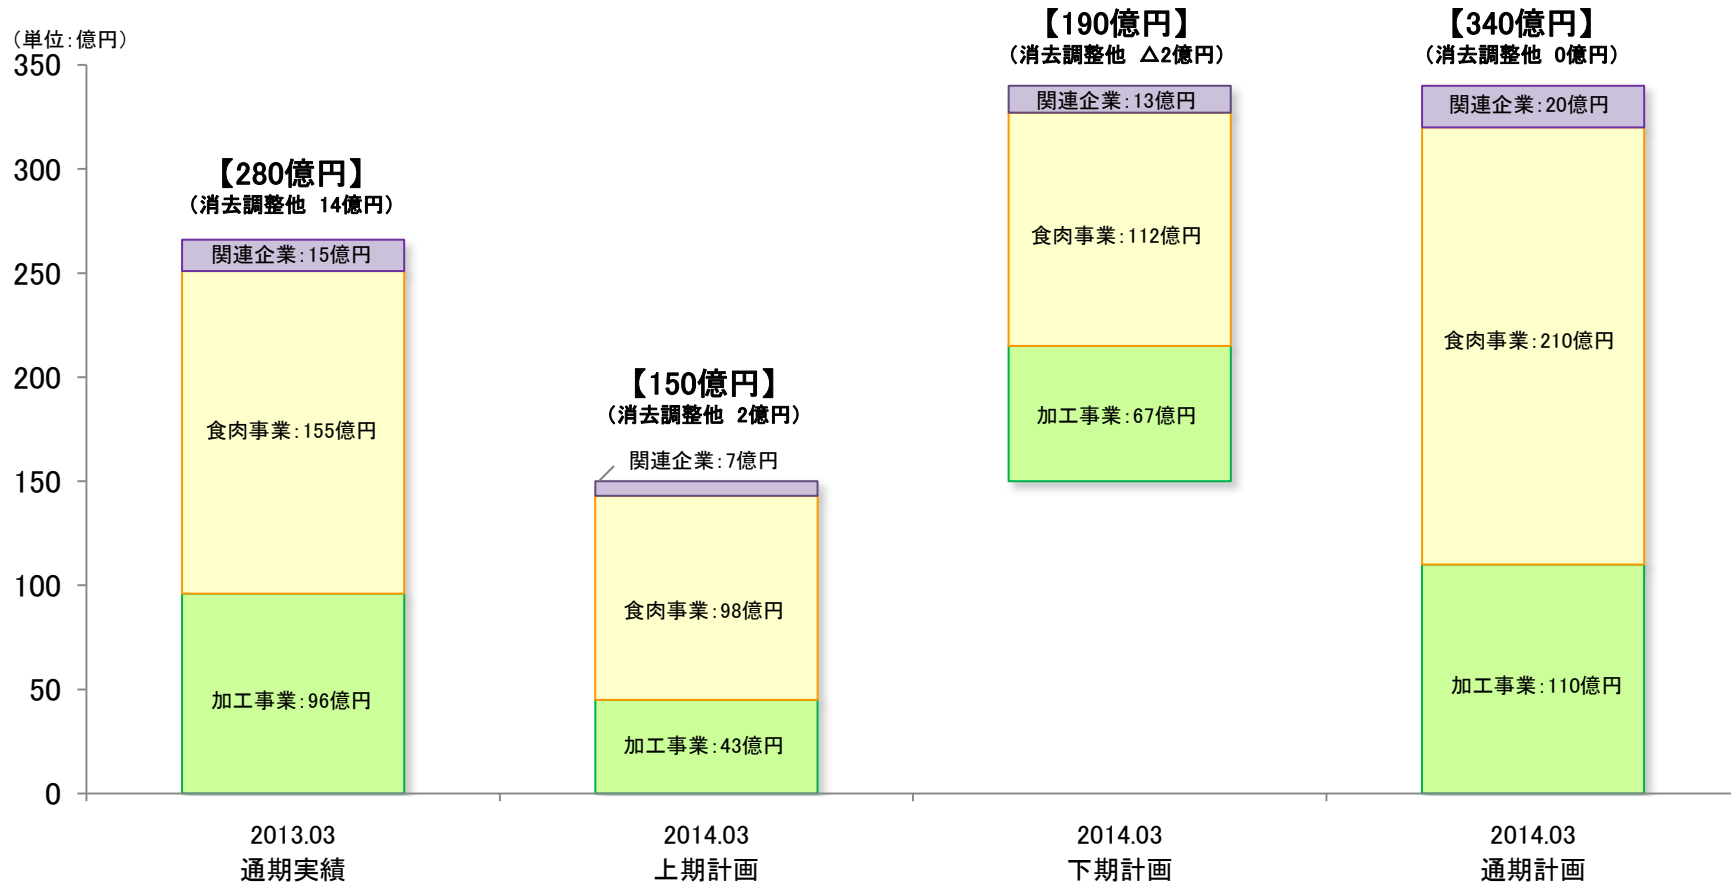 （単位：億円）
350
300
250
200
150
100
50
0
【280億円】
（消去調整他 14億円）
関連企業：15億円
食肉事業：155億円
加工事業：96億円
2013.03
通期実績
【150億円】
（消去調整他 2億円）
関連企業：7億円
食肉事業：98億円
加工事業：43億円
2014.03
上期計画
【190億円】
（消去調整他 △2億円）
関連企業：13億円
食肉事業：112億円
加工事業：67億円
2014.03
下期計画
【340億円】
（消去調整他 0億円）
関連企業：20億円
食肉事業：210億円
加工事業：110億円
2014.03
通期計画